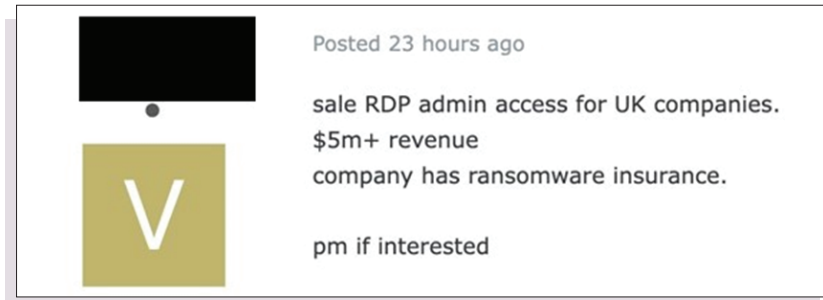 Posted 23 hours ago
sale RDP admin access for UK companies.
$5m+ revenue
company has ransomware insurance.
V
pm if interested